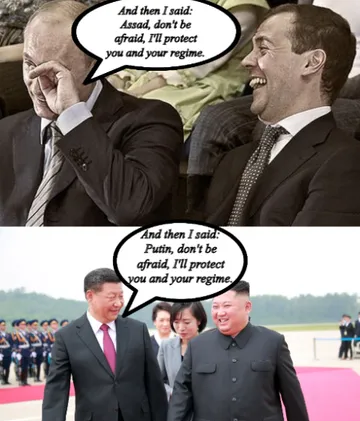 And then I said:
Assad, don't be
afraid, I'll protect
you and your regime.
And then I said:
Putin, don't be
afraid, I'll protect
you and your regime.